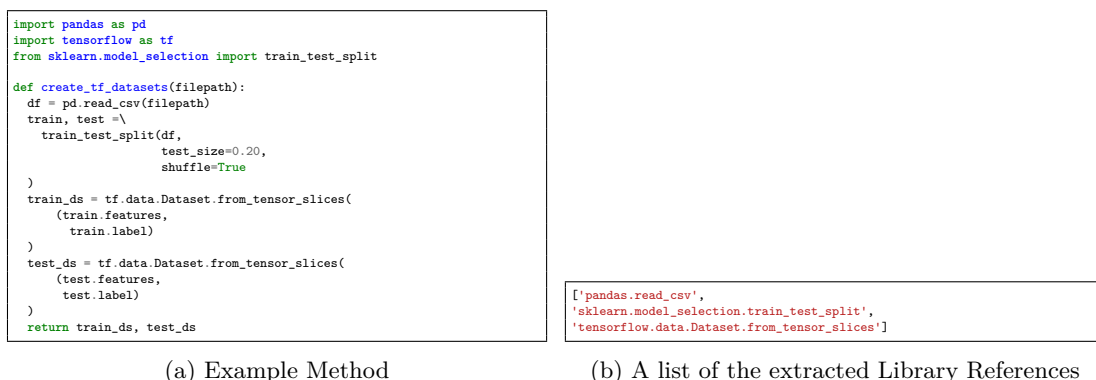 import pandas as pd
import tensorflow as tf
from sklearn.model_selection import train_test_split

def create_tf_datasets(filepath):
  df = pd.read_csv(filepath)
  train, test =\
    train_test_split(df,
                     test_size=0.20,
                     shuffle=True
  )
  train_ds = tf.data.Dataset.from_tensor_slices(
      (train.features,
       train.label)
  )
  test_ds = tf.data.Dataset.from_tensor_slices(
      (test.features,
      test.label)
  )
  return train_ds, test_ds
(a) Example Method
['pandas.read_csv',
'sklearn.model_selection.train_test_split',
'tensorflow.data.Dataset.from_tensor_slices']
(b) A list of the extracted Library References